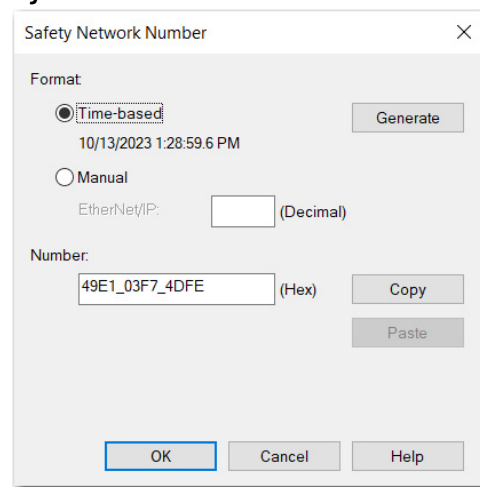 Safety Network Number
Format:
Time-based
Generate
10/13/2023 1:28:59.6 PM
Manual
EtherNet/IP:
(Decimal)
Number:
49E1_03F7_4DFE
(Hex)
Copy
Paste
OK
Cancel
Help